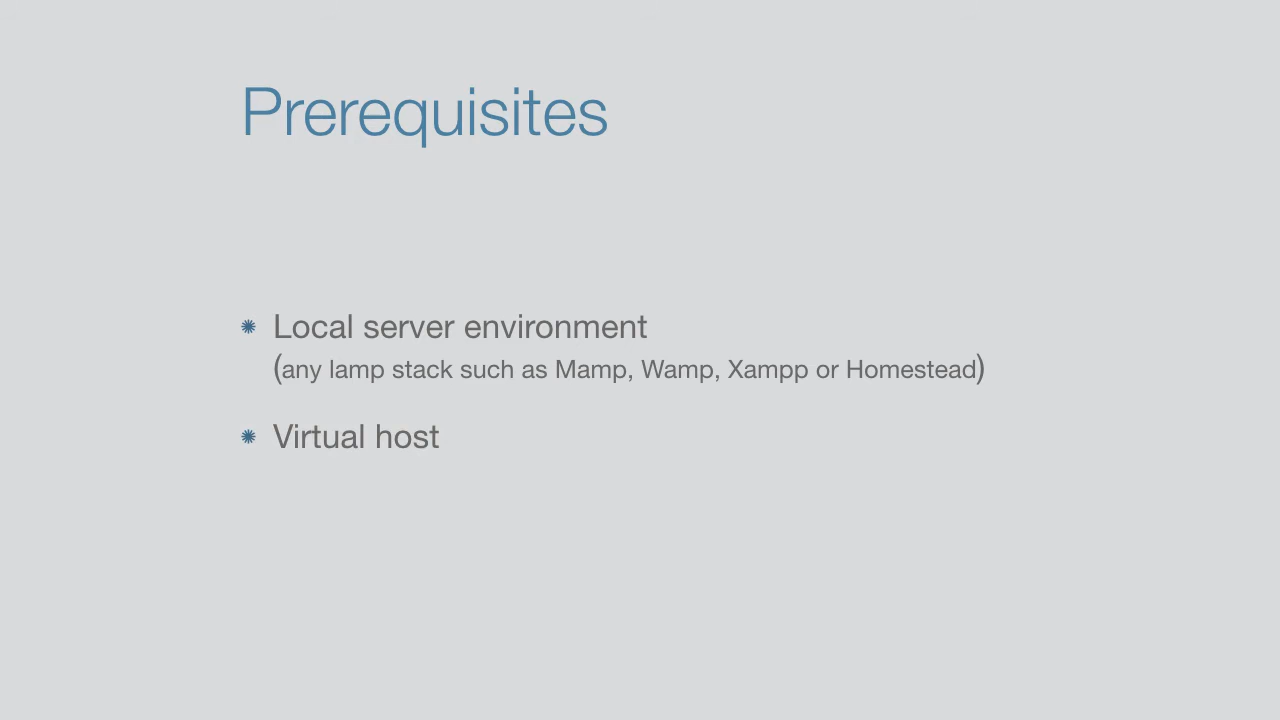 Prerequisites
Local server environment
(any lamp stack such as Mamp, Wamp, Xampp or Homestead)
Virtual host